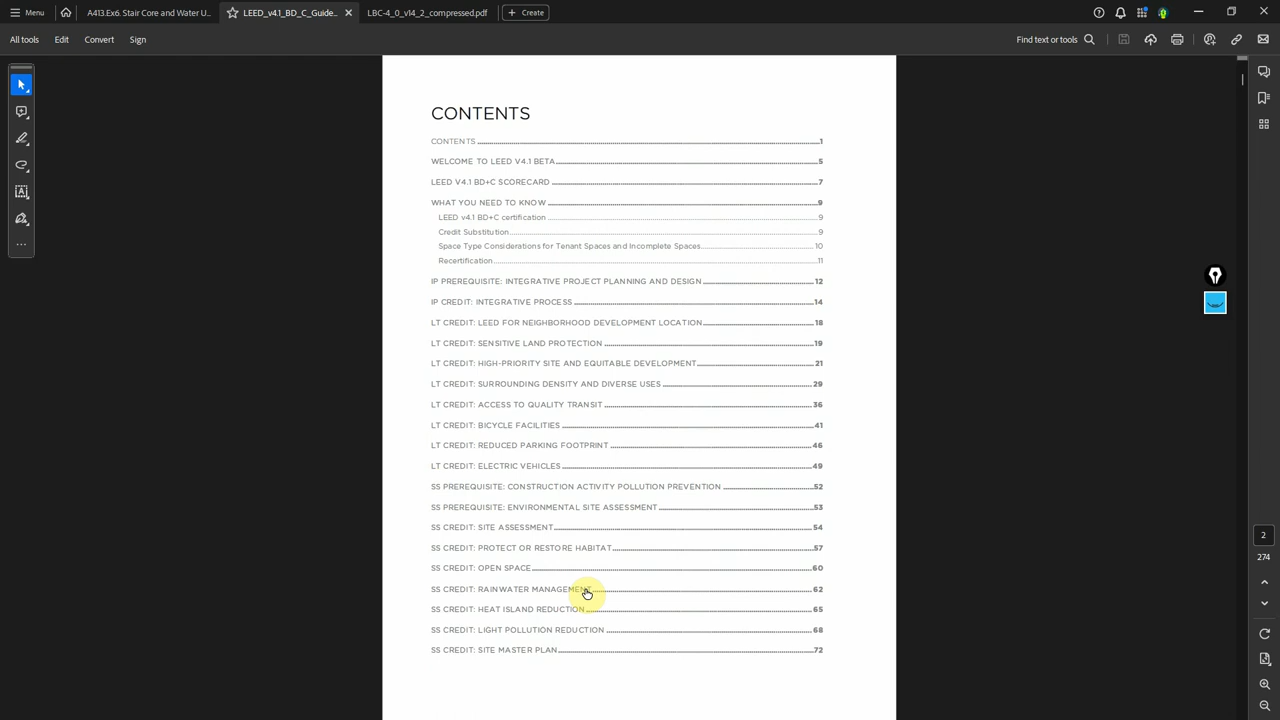 Menu
A413.Ex6. Stair Core and Water U...
LEED_v4.1_BD_C_Guide...
LBC-4_0_v14_2_compressed.pdf
Create
All tools
Edit
Convert
Sign
Find text or tools
CONTENTS
CONTENTS 1
WELCOME TO LEED V4.1 BETA 5
LEED V4.1 BD+C SCORECARD 7
WHAT YOU NEED TO KNOW 9
LEED v4.1 BD+C certification 9
Credit Substitution 9
Space Type Considerations for Tenant Spaces and Incomplete Spaces 10
Recertification 11
IP PREREQUISITE: INTEGRATIVE PROJECT PLANNING AND DESIGN 12
IP CREDIT: INTEGRATIVE PROCESS 14
LT CREDIT: LEED FOR NEIGHBORHOOD DEVELOPMENT LOCATION 18
LT CREDIT: SENSITIVE LAND PROTECTION 19
LT CREDIT: HIGH-PRIORITY SITE AND EQUITABLE DEVELOPMENT 21
LT CREDIT: SURROUNDING DENSITY AND DIVERSE USES 29
LT CREDIT: ACCESS TO QUALITY TRANSIT 36
LT CREDIT: BICYCLE FACILITIES 41
LT CREDIT: REDUCED PARKING FOOTPRINT 46
LT CREDIT: ELECTRIC VEHICLES 49
SS PREREQUISITE: CONSTRUCTION ACTIVITY POLLUTION PREVENTION 52
SS PREREQUISITE: ENVIRONMENTAL SITE ASSESSMENT 53
SS CREDIT: SITE ASSESSMENT 54
SS CREDIT: PROTECT OR RESTORE HABITAT 57
SS CREDIT: OPEN SPACE 60
SS CREDIT: RAINWATER MANAGEMENT 62
SS CREDIT: HEAT ISLAND REDUCTION 65
SS CREDIT: LIGHT POLLUTION REDUCTION 68
SS CREDIT: SITE MASTER PLAN 72
2
274